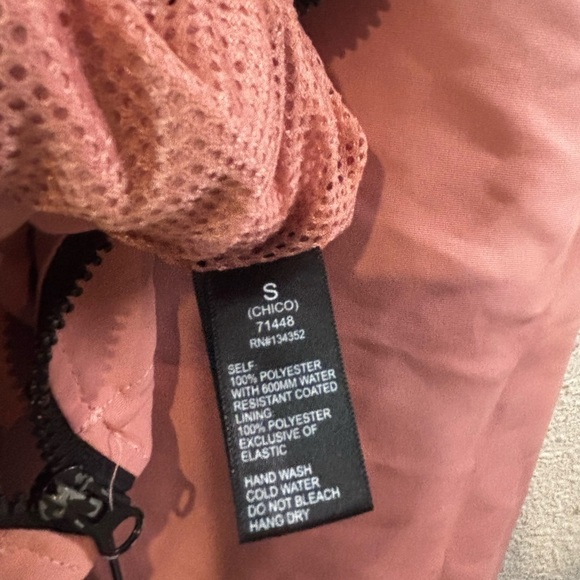 S
(CHICO)
71448
RN#134352
SELF
100% POLYESTER
WITH 600MM WATER
RESISTANT COATED
LINING:
100% POLYESTER
EXCLUSIVE OF
ELASTIC
HAND WASH
COLD WATER
DO NOT BLEACH
HANG DRY